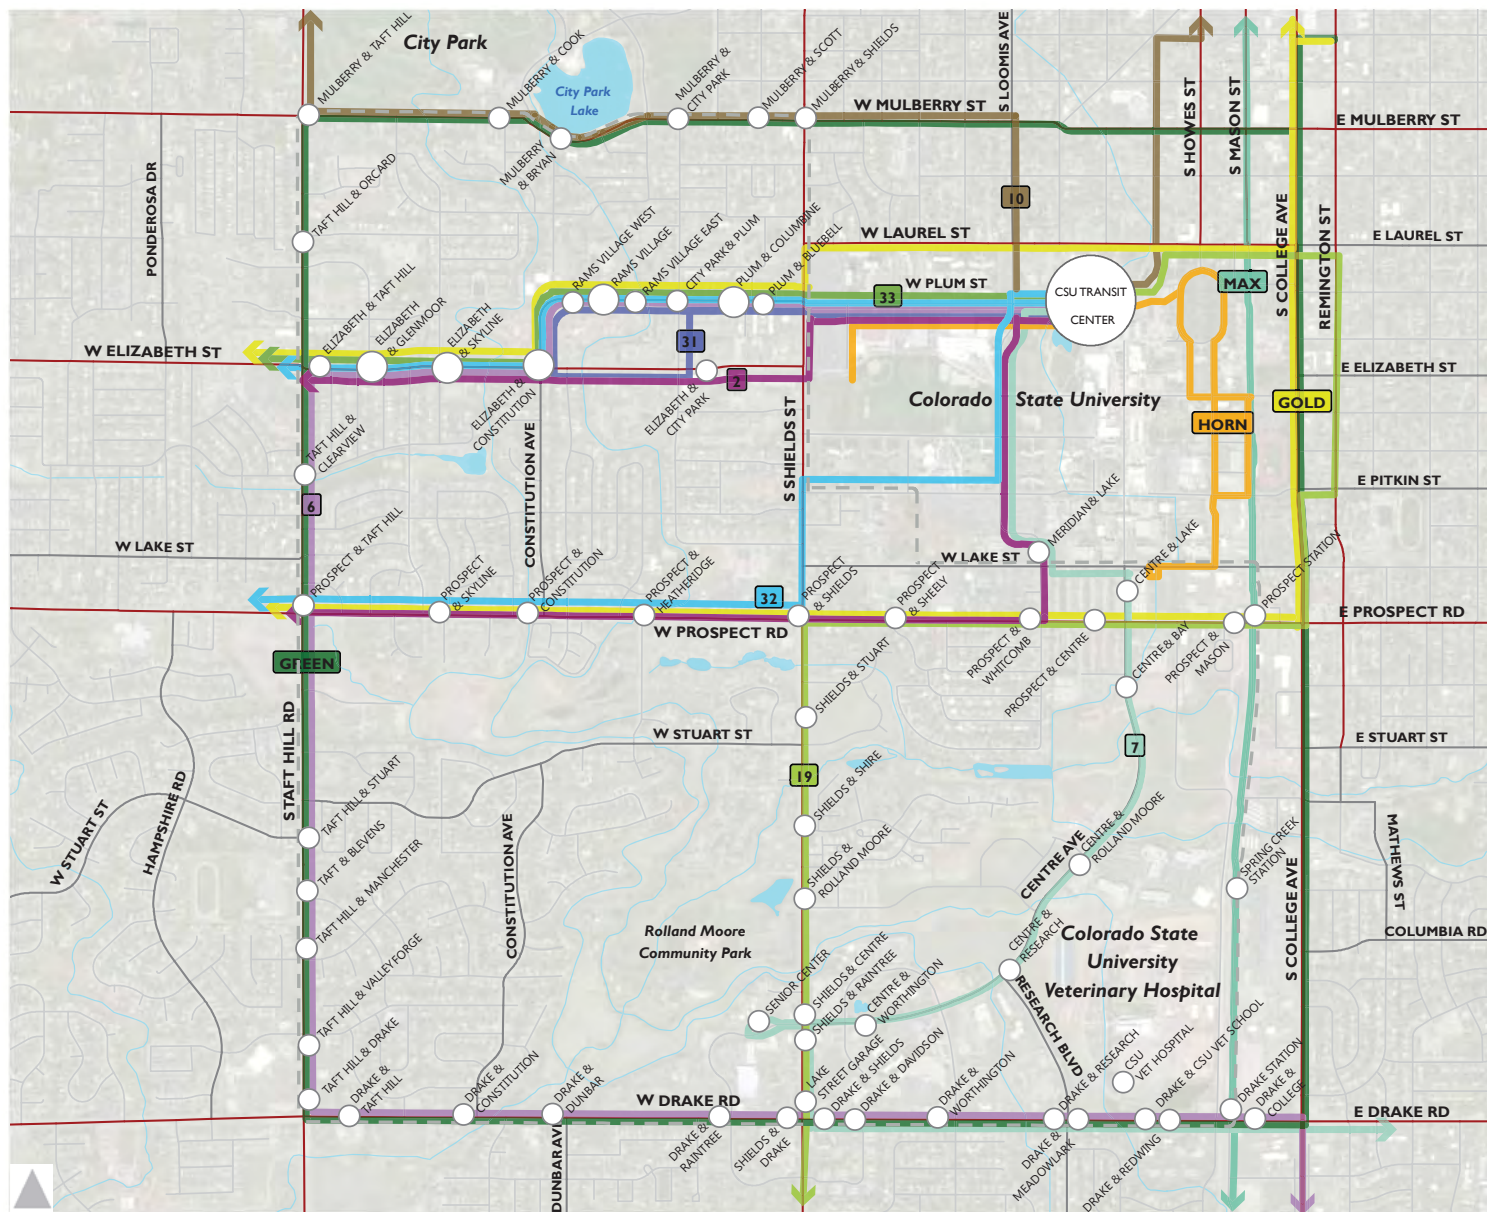 City Park
MULBERRY & TAFT HILL
MULBERRY & COOK
City Park
Lake
MULBERRY
& BRYAN
MULBERRY &
CITY PARK
MULBERRY & SCOTT
MULBERRY & SHIELDS
W MULBERRY ST
S LOOMIS AVE
S HOWES ST
S MASON ST
S COLLEGE AVE
REMINGTON ST
E MULBERRY ST
PONDEROSA DR
TAFT HILL & ORCARD
10
W LAUREL ST
E LAUREL ST
ELIZABETH & TAFT HILL
ELIZABETH
& GLENMOOR
ELIZABETH
& SKYLINE
RAMS VILLAGE WEST
RAMS VILLAGE
RAMS VILLAGE EAST
CITY PARK & PLUM
PLUM & COLUMBINE
PLUM & BLUEBELL
W PLUM ST
33
CSU TRANSIT
CENTER
MAX
W ELIZABETH ST
31
2
ELIZABETH &
CONSTITUTION
ELIZABETH &
CITY PARK
E ELIZABETH ST
Colorado State University
GOLD
HORN
TAFT HILL &
CLEARVIEW
CONSTITUTION AVE
S SHIELDS ST
6
E PITKIN ST
W LAKE ST
MERIDIAN & LAKE
W LAKE ST
CENTRE & LAKE
PROSPECT STATION
PROSPECT & TAFT HILL
PROSPECT
& SKYLINE
PROSPECT &
CONSTITUTION
PROSPECT &
HEATHERIDGE
32
PROSPECT
& SHIELDS
PROSPECT
& SHEELY
W PROSPECT RD
E PROSPECT RD
PROSPECT &
WHITCOMB
PROSPECT & CENTRE
CENTRE & BAY
PROSPECT &
MASON
GREEN
SHIELDS & STUART
W STUART ST
7
E STUART ST
S TAFT HILL RD
W STUART ST
HAMPSHIRE RD
TAFT HILL & STUART
19
SHIELDS & SHIRE
CENTRE AVE
CENTRE &
ROLLAND MOORE
SPRING CREEK
STATION
MATHEWS ST
TAFT & BLEVENS
TAFT HILL & MANCHESTER
CONSTITUTION AVE
SHIELDS &
ROLLAND MOORE
S COLLEGE AVE
Rolland Moore
Community Park
CENTRE &
RESEARCH
Colorado State
University
Veterinary Hospital
COLUMBIA RD
TAFT HILL & VALLEY FORGE
SENIOR CENTER
SHIELDS & CENTRE
SHIELDS & RAINTREE
CENTRE &
WORTHINGTON
RESEARCH BLVD
TAFT HILL & DRAKE
DRAKE &
TAFT HILL
DRAKE &
CONSTITUTION
DRAKE &
DUNBAR
W DRAKE RD
LAKE
STREET GARAGE
DRAKE & SHIELDS
DRAKE & DAVIDSON
DRAKE &
WORTHINGTON
DRAKE & RESEARCH
CSU
VET HOSPITAL
DRAKE & CSU VET SCHOOL
DRAKE STATION
DRAKE &
COLLEGE
E DRAKE RD
DUNBAR AVE
DRAKE &
RAINTREE
SHIELDS &
DRAKE
DRAKE &
MEADOWLARK
DRAKE & REDWING